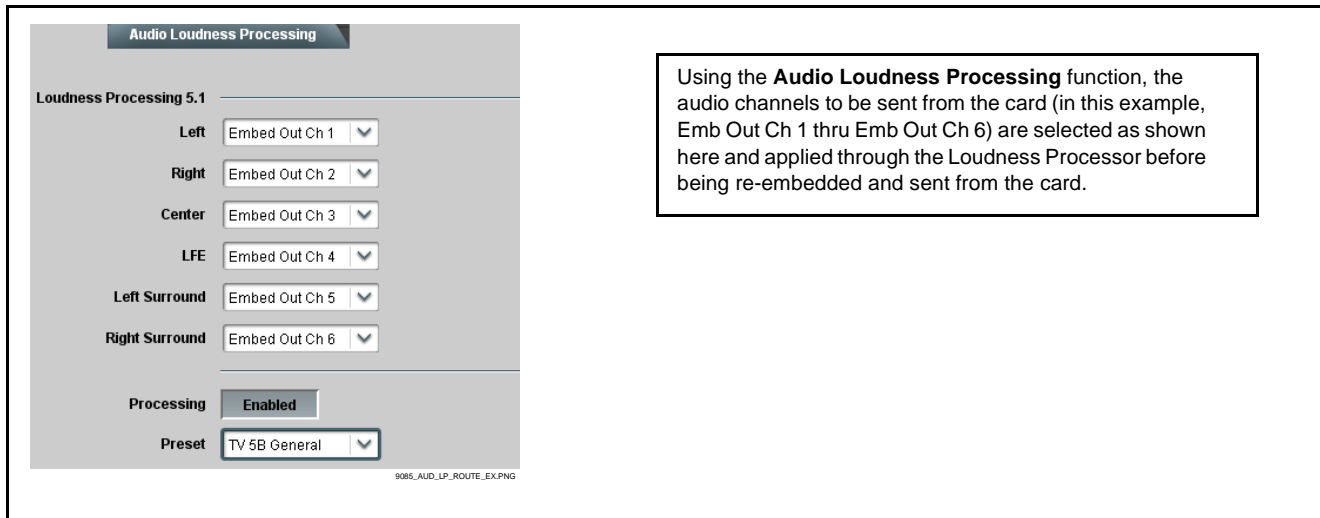 Audio Loudness Processing
Loudness Processing 5.1
Left Embed Out Ch 1
Right Embed Out Ch 2
Center Embed Out Ch 3
LFE Embed Out Ch 4
Left Surround Embed Out Ch 5
Right Surround Embed Out Ch 6
Processing Enabled
Preset TV 5B General
9085_AUD_LP_ROUTE_EX.PNG
Using the Audio Loudness Processing function, the
audio channels to be sent from the card (in this example,
Emb Out Ch 1 thru Emb Out Ch 6) are selected as shown
here and applied through the Loudness Processor before
being re-embedded and sent from the card.